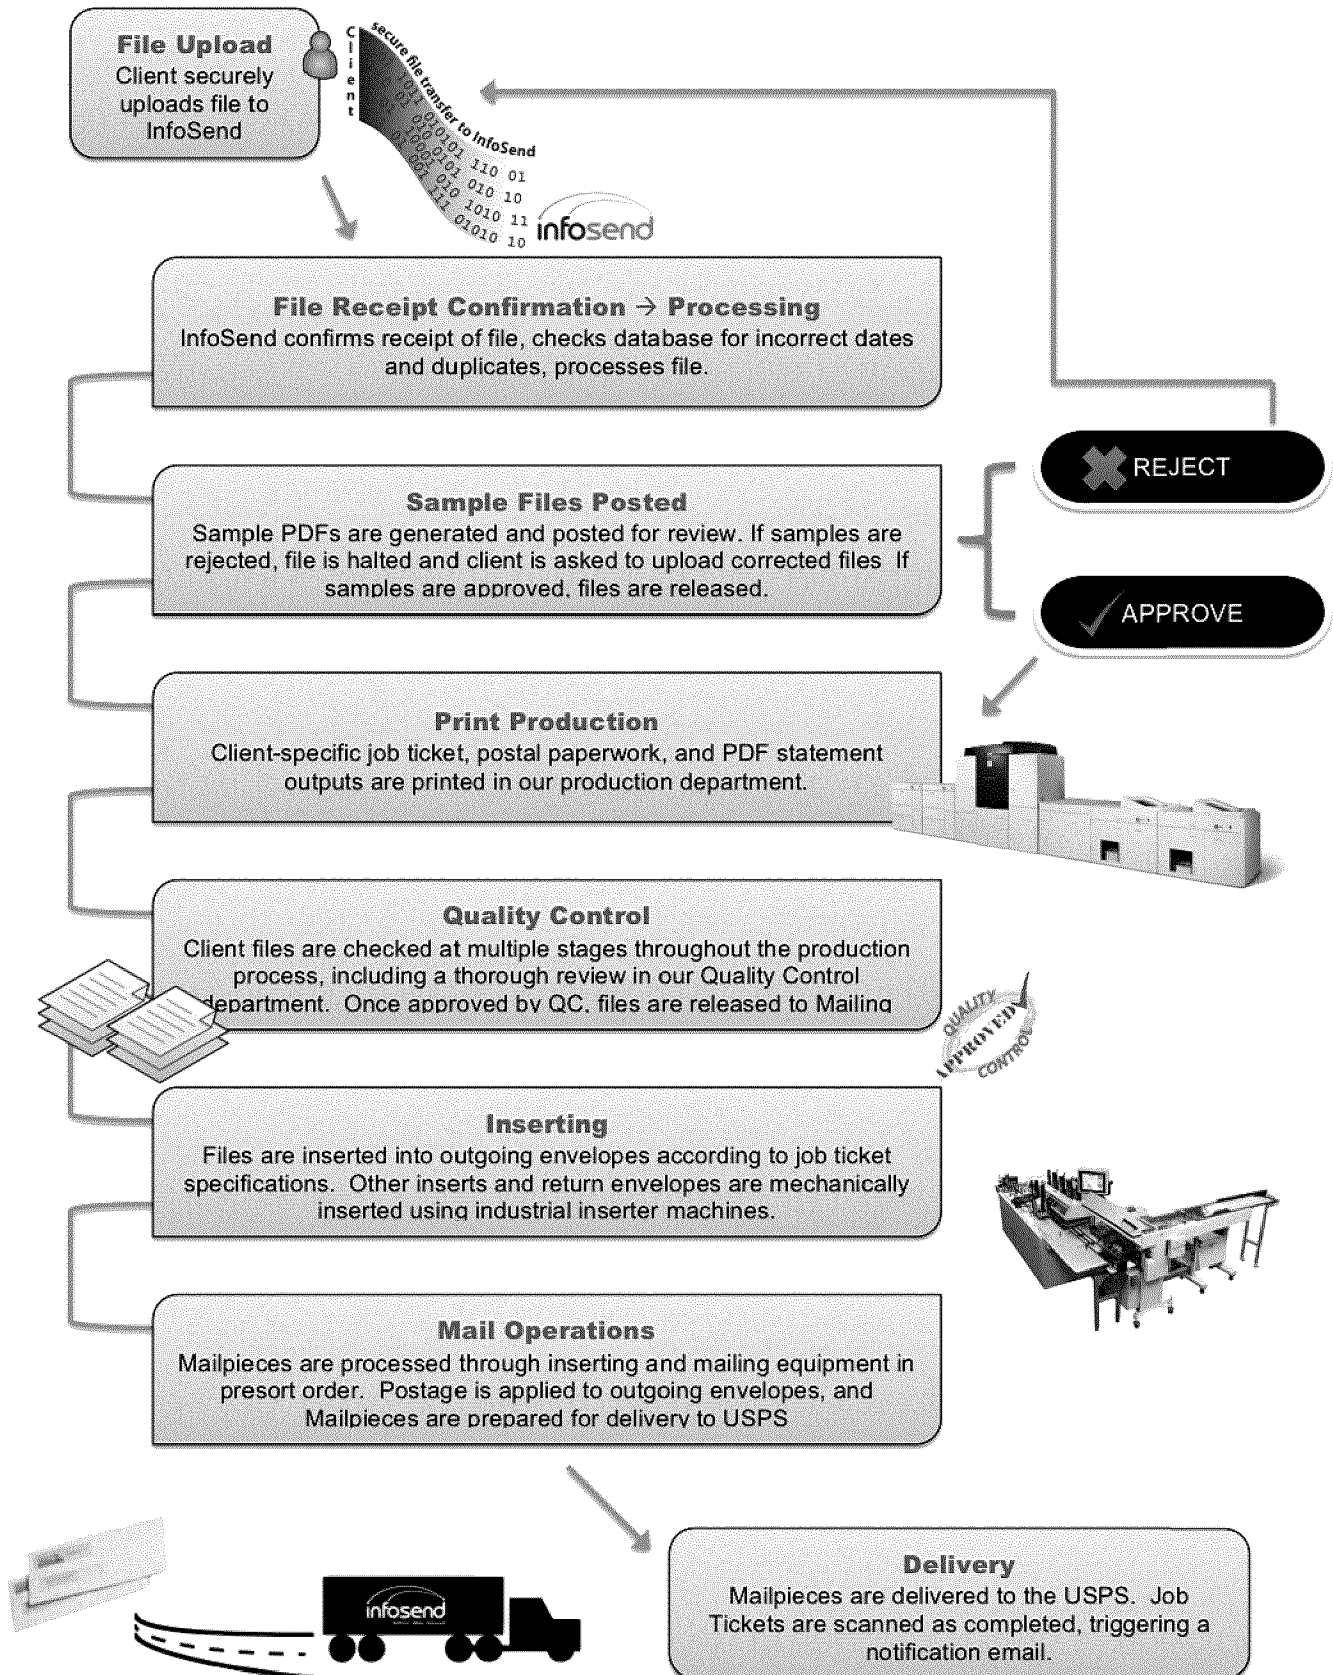 File Upload
Client securely
uploads file to
InfoSend
Client
secure file transfer to InfoSend
infosend
File Receipt Confirmation → Processing
InfoSend confirms receipt of file, checks database for incorrect dates
and duplicates, processes file.
REJECT
Sample Files Posted
Sample PDFs are generated and posted for review. If samples are
rejected, file is halted and client is asked to upload corrected files If
samples are approved, files are released.
APPROVE
Print Production
Client-specific job ticket, postal paperwork, and PDF statement
outputs are printed in our production department.
Quality Control
Client files are checked at multiple stages throughout the production
process, including a thorough review in our Quality Control
department. Once approved by QC, files are released to Mailing
QUALITY
APPROVED
CONTROL
Inserting
Files are inserted into outgoing envelopes according to job ticket
specifications. Other inserts and return envelopes are mechanically
inserted using industrial inserter machines.
Mail Operations
Mailpieces are processed through inserting and mailing equipment in
presort order. Postage is applied to outgoing envelopes, and
Mailpieces are prepared for delivery to USPS
infosend
Delivery
Mailpieces are delivered to the USPS. Job
Tickets are scanned as completed, triggering a
notification email.